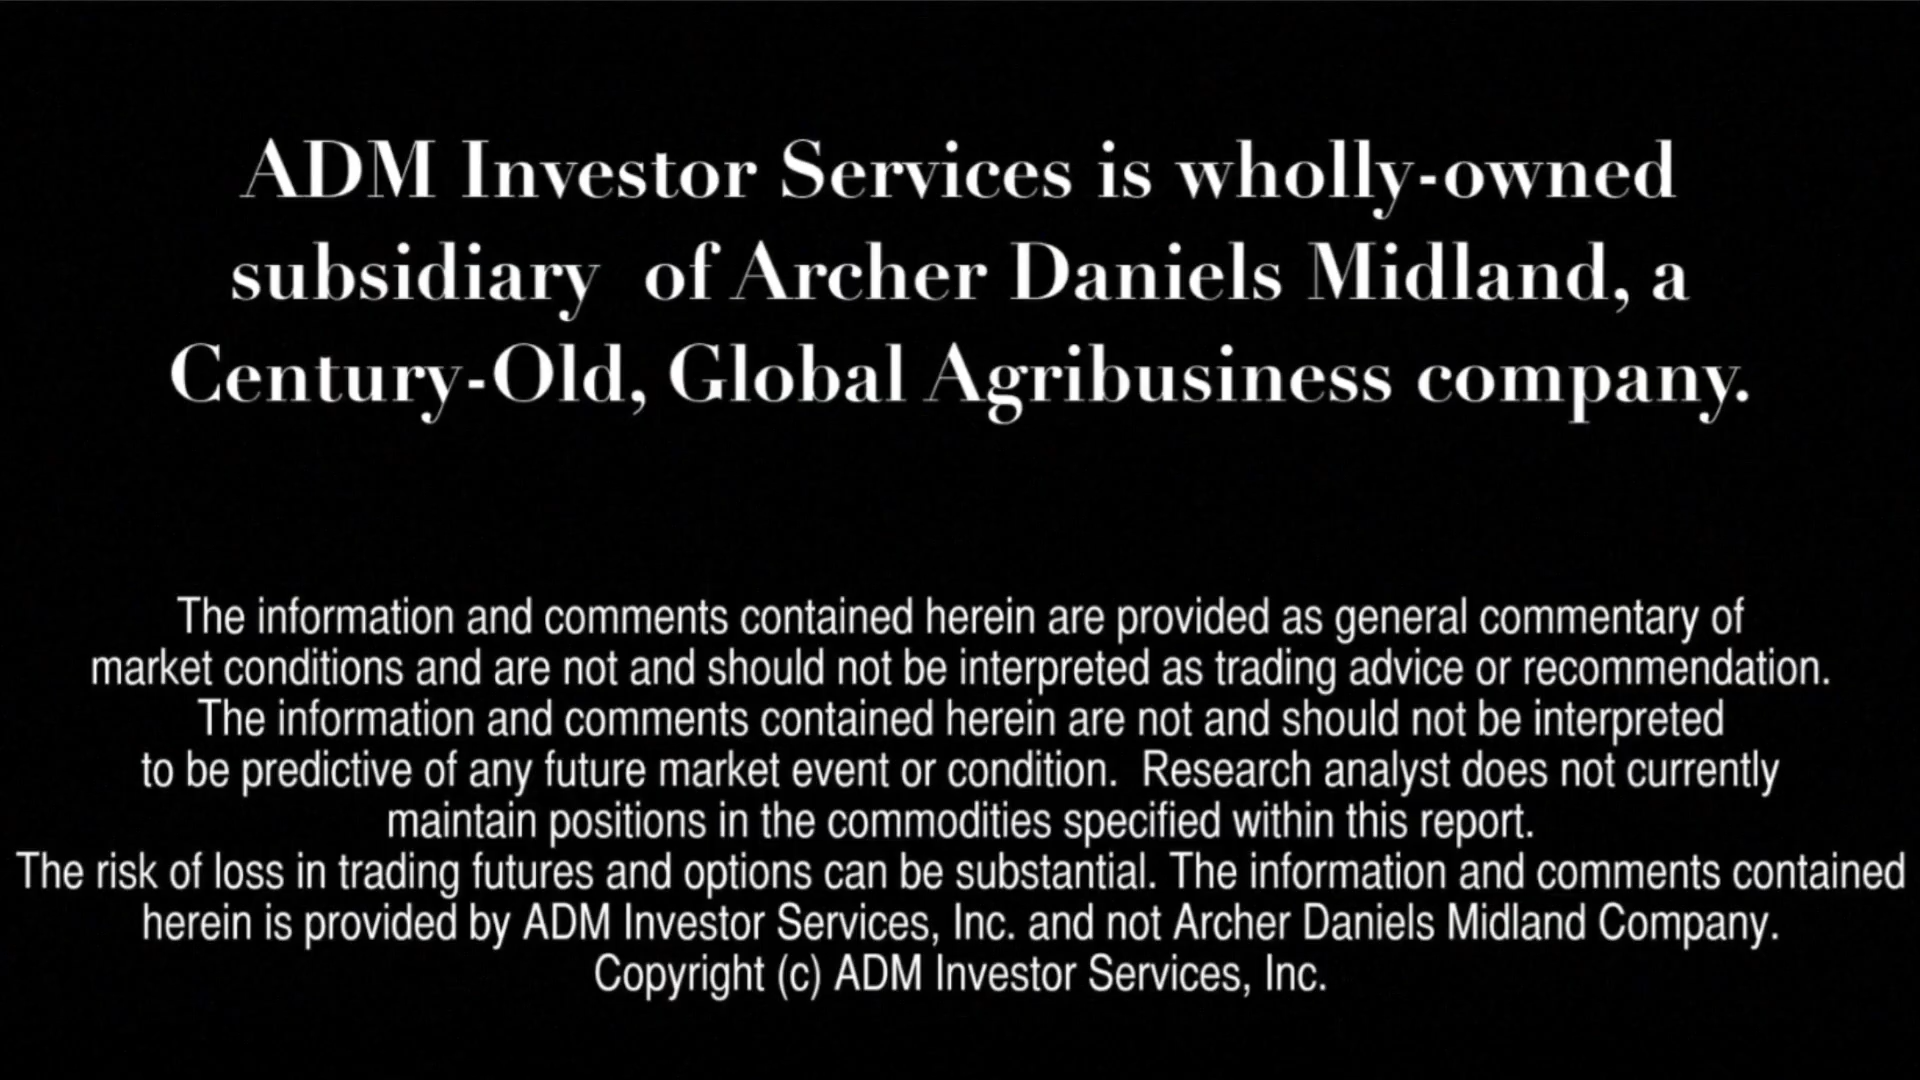 ADM Investor Services is wholly-owned
subsidiary  of Archer Daniels Midland, a
Century-Old, Global Agribusiness company.
The information and comments contained herein are provided as general commentary of
market conditions and are not and should not be interpreted as trading advice or recommendation.
The information and comments contained herein are not and should not be interpreted
to be predictive of any future market event or condition.  Research analyst does not currently
maintain positions in the commodities specified within this report.
The risk of loss in trading futures and options can be substantial. The information and comments contained
herein is provided by ADM Investor Services, Inc. and not Archer Daniels Midland Company.
Copyright (c) ADM Investor Services, Inc.